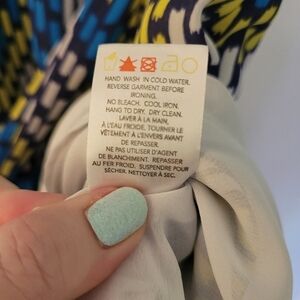 HAND WASH IN COLD WATER.
REVERSE GARMENT BEFORE
IRONING.
NO BLEACH. COOL IRON.
HANG TO DRY. DRY CLEAN.
LAVER À LA MAIN,
À L'EAU FROIDE. TOURNER LE
VÊTEMENT À L'ENVERS AVANT
DE REPASSER.
NE PAS UTILISER D'AGENT
DE BLANCHIMENT. REPASSER
AU FER FROID. SUSPENDRE POUR
SÉCHER. NETTOYER À SEC.